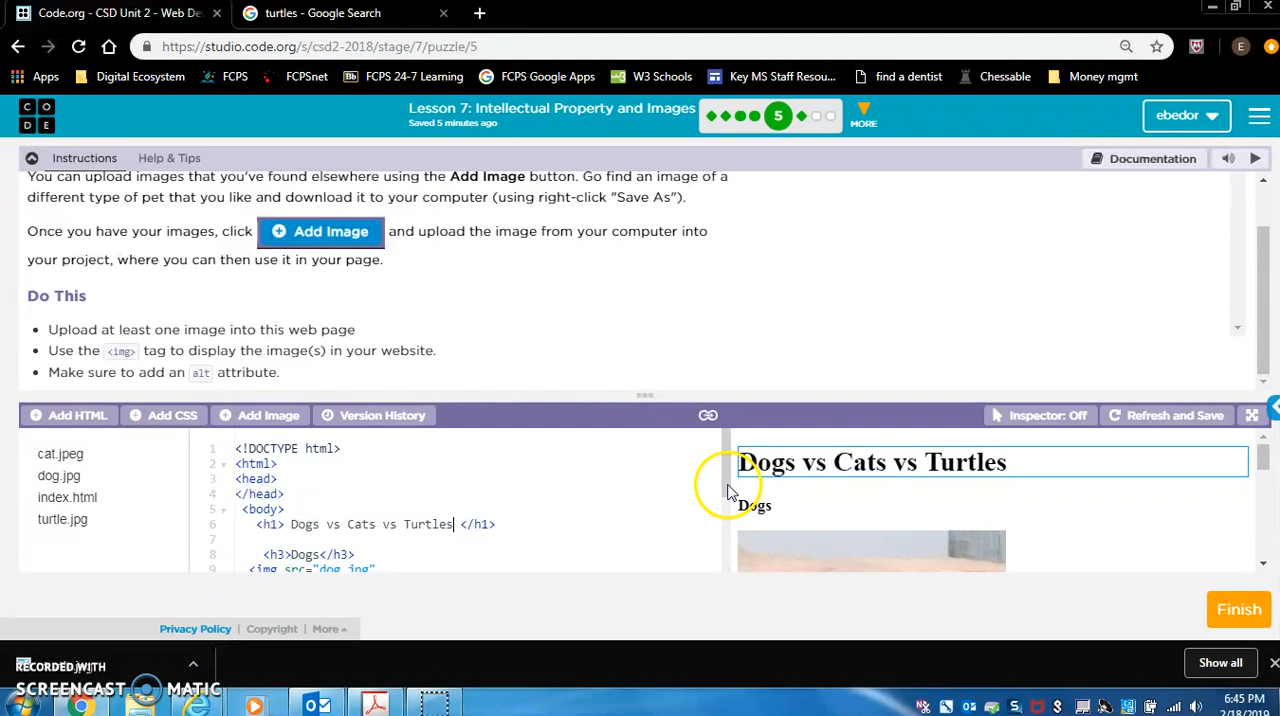 Code.org - CSD Unit 2 - Web De
turtles - Google Search
https://studio.code.org/s/csd2-2018/stage/7/puzzle/5
E
Apps
Digital Ecosystem
FCPS
FCPSnet
Bb
FCPS 24-7 Learning
FCPS Google Apps
W3 Schools
Key MS Staff Resou...
find a dentist
Chessable
Money mgmt
C O
D E
Lesson 7: Intellectual Property and Images
Saved 5 minutes ago
5
MORE
ebedor
Instructions
Help & Tips
Documentation
You can upload images that you've found elsewhere using the Add Image button. Go find an image of a
different type of pet that you like and download it to your computer (using right-click "Save As").
Once you have your images, click Add Image and upload the image from your computer into
your project, where you can then use it in your page.
Do This
Upload at least one image into this web page
Use the <img> tag to display the image(s) in your website.
Make sure to add an alt attribute.
Add HTML
Add CSS
Add Image
Version History
Inspector: Off
Refresh and Save
cat.jpeg
dog.jpg
index.html
turtle.jpg
1 <!DOCTYPE html>
2 <html>
3 <head>
4 </head>
5 <body>
6 <h1> Dogs vs Cats vs Turtles </h1>
7
8 <h3>Dogs</h3>
9 <img src="dog.jpg"
Dogs vs Cats vs Turtles
Dogs
Finish
Privacy Policy
Copyright
More
RECORDED WITH
SCREENCAST MATIC
Show all
6:45 PM
2/18/2019